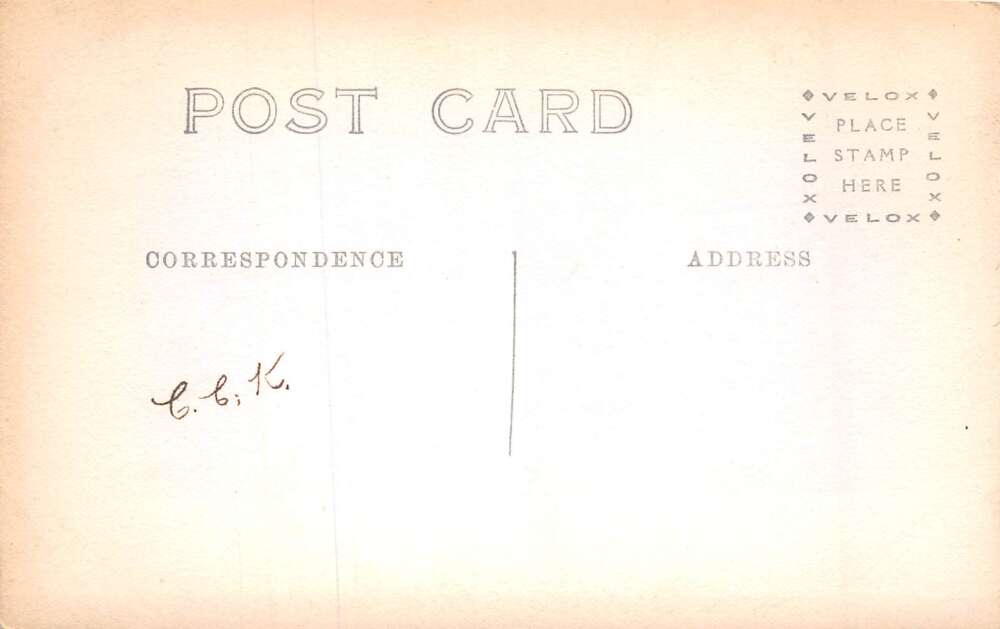 POST CARD
VELOX
VELOX
PLACE
STAMP
HERE
VELOX
VELOX
CORRESPONDENCE
ADDRESS
C. C. K.